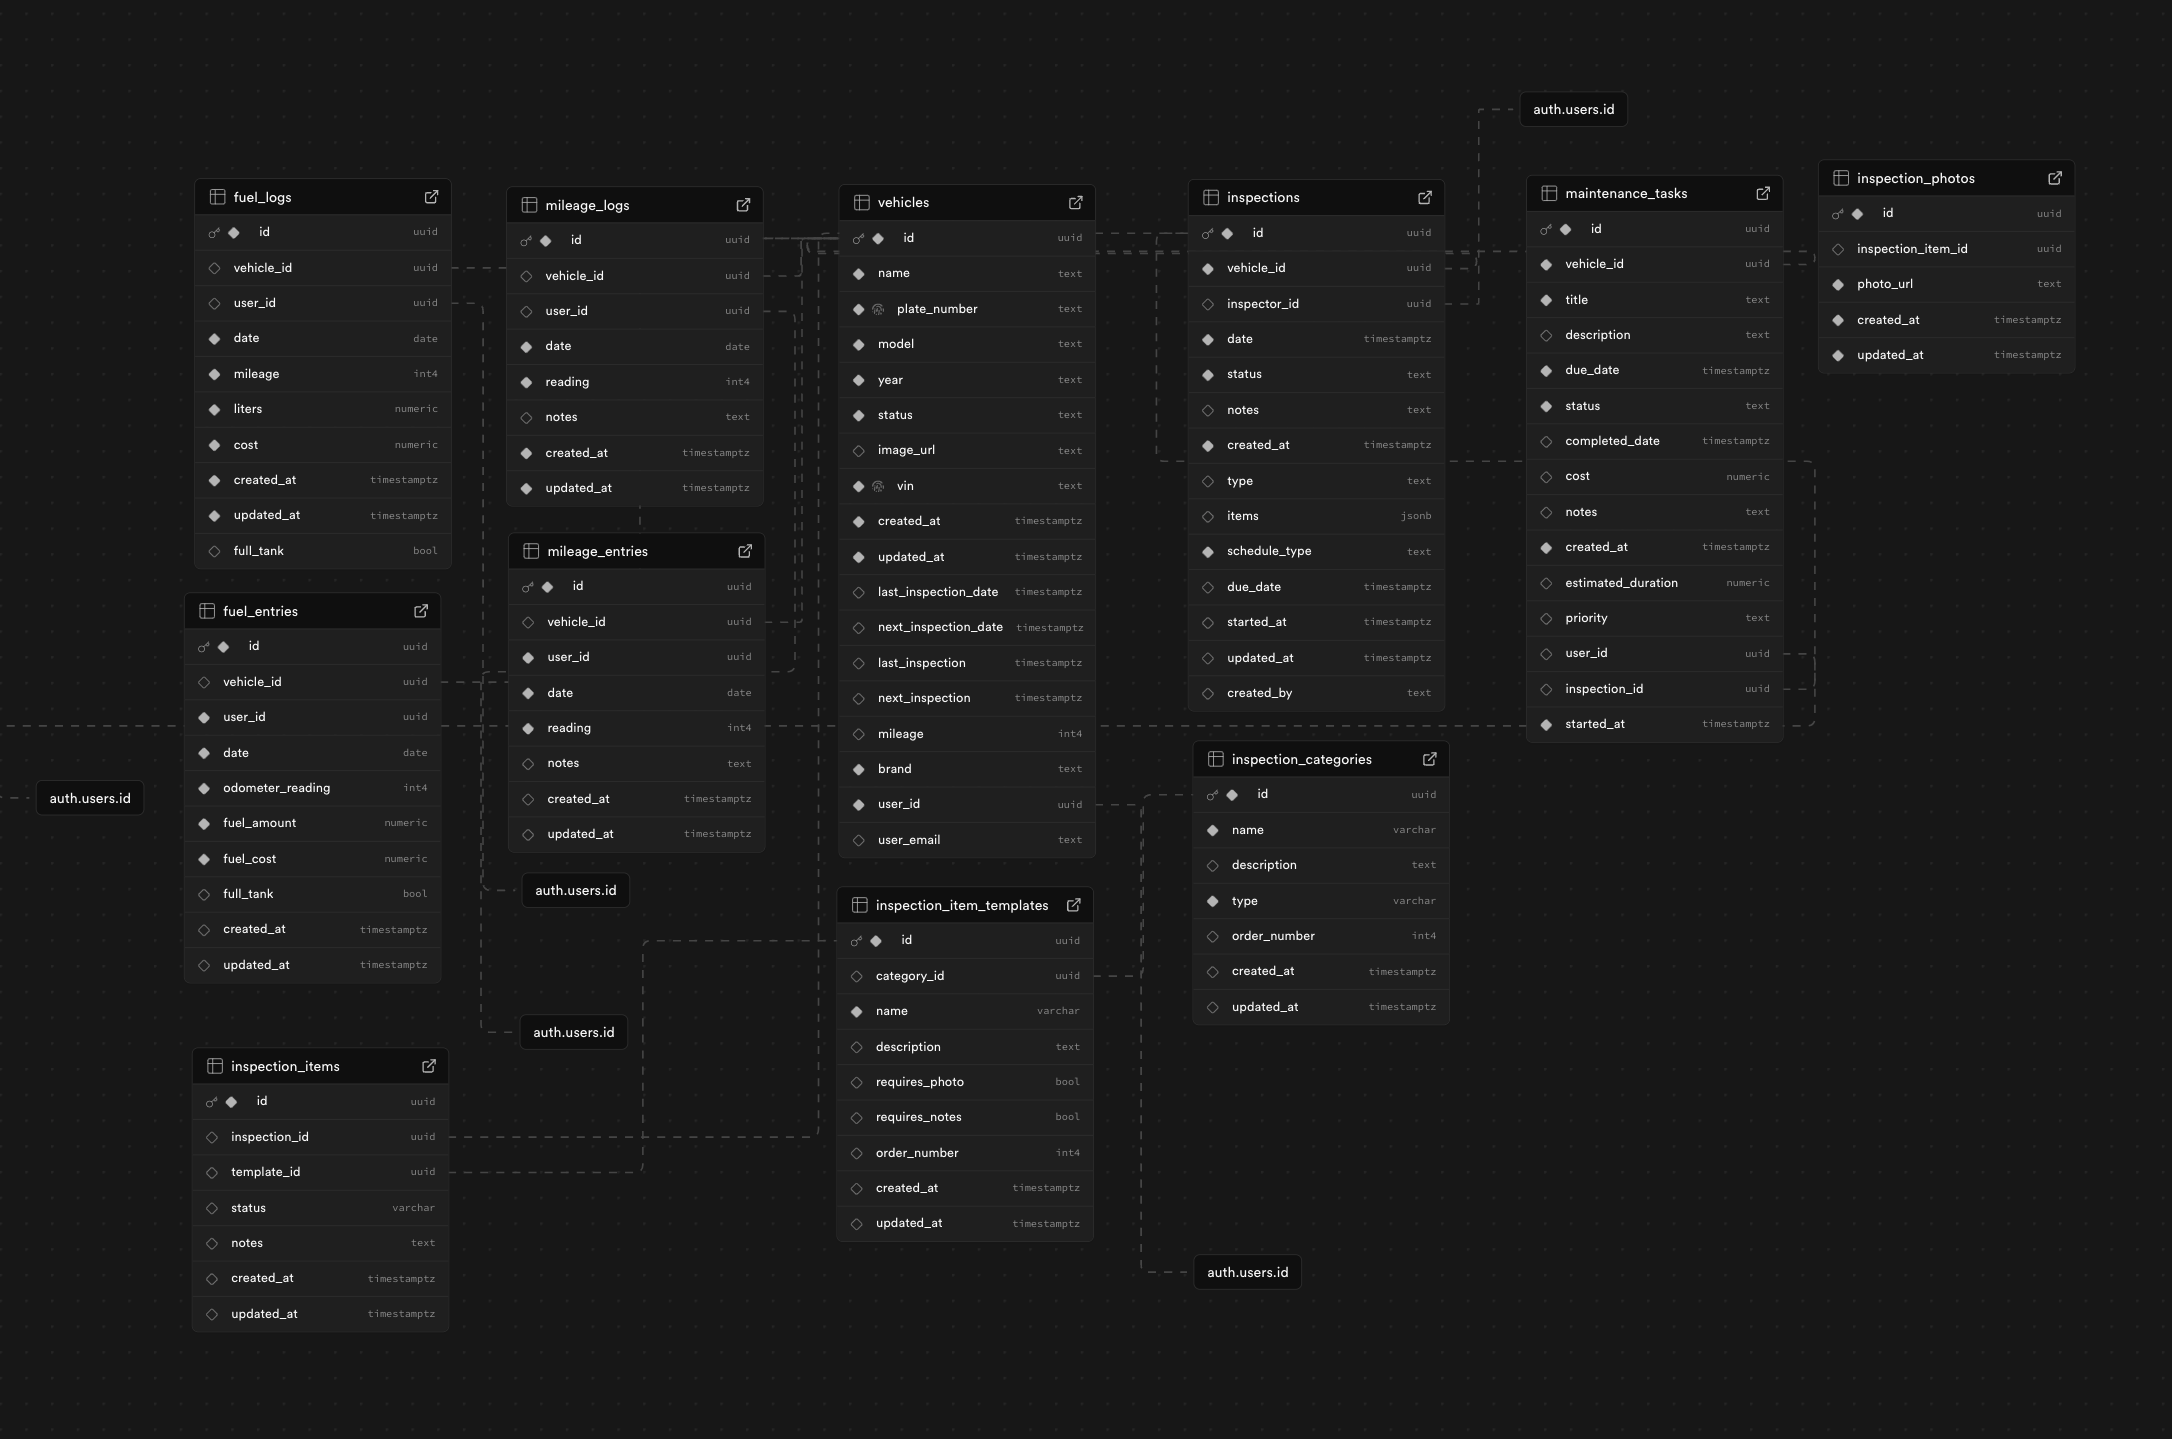 auth.users.id
fuel_logs
id uuid
vehicle_id uuid
user_id uuid
date date
mileage int4
liters numeric
cost numeric
created_at timestamptz
updated_at timestamptz
full_tank bool
mileage_logs
id uuid
vehicle_id uuid
user_id uuid
date date
reading int4
notes text
created_at timestamptz
updated_at timestamptz
vehicles
id uuid
name text
plate_number text
model text
year text
status text
image_url text
vin text
created_at timestamptz
updated_at timestamptz
last_inspection_date timestamptz
next_inspection_date timestamptz
last_inspection timestamptz
next_inspection timestamptz
mileage int4
brand text
user_id uuid
user_email text
inspections
id uuid
vehicle_id uuid
inspector_id uuid
date timestamptz
status text
notes text
created_at timestamptz
type text
items jsonb
schedule_type text
due_date timestamptz
started_at timestamptz
updated_at timestamptz
created_by text
maintenance_tasks
id uuid
vehicle_id uuid
title text
description text
due_date timestamptz
status text
completed_date timestamptz
cost numeric
notes text
created_at timestamptz
estimated_duration numeric
priority text
user_id uuid
inspection_id uuid
started_at timestamptz
inspection_photos
id uuid
inspection_item_id uuid
photo_url text
created_at timestamptz
updated_at timestamptz
fuel_entries
id uuid
vehicle_id uuid
user_id uuid
date date
odometer_reading int4
fuel_amount numeric
fuel_cost numeric
full_tank bool
created_at timestamptz
updated_at timestamptz
mileage_entries
id uuid
vehicle_id uuid
user_id uuid
date date
reading int4
notes text
created_at timestamptz
updated_at timestamptz
auth.users.id
auth.users.id
auth.users.id
inspection_categories
id uuid
name varchar
description text
type varchar
order_number int4
created_at timestamptz
updated_at timestamptz
inspection_item_templates
id uuid
category_id uuid
name varchar
description text
requires_photo bool
requires_notes bool
order_number int4
created_at timestamptz
updated_at timestamptz
inspection_items
id uuid
inspection_id uuid
template_id uuid
status varchar
notes text
created_at timestamptz
updated_at timestamptz
auth.users.id